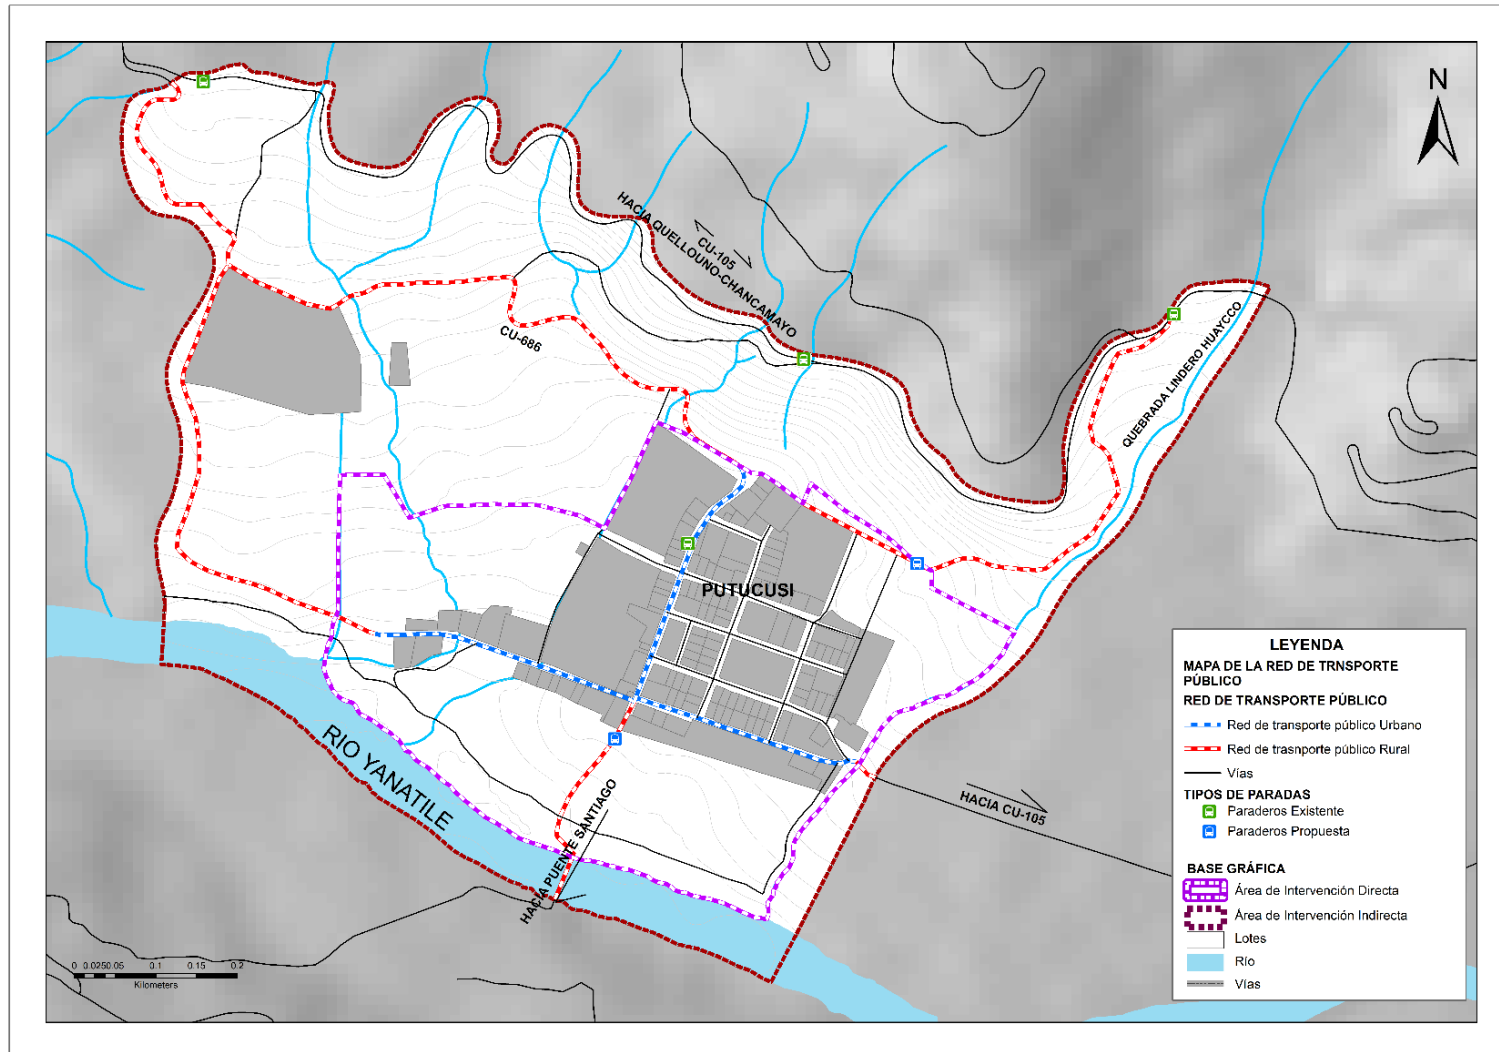 N
HACIA QUELLOUNO-CHANCAMAYO
CU-105
CU-686
QUEBRADA LINDERO HUAYCCO
PUTUCUSI
RIO YANATILE
HACIA PUENTE SANTIAGO
HACIA CU-105
0 0.0250.05 0.1 0.15 0.2
Kilometers
LEYENDA
MAPA DE LA RED DE TRNSPORTE
PÚBLICO
RED DE TRANSPORTE PÚBLICO
Red de transporte público Urbano
Red de trasnporte público Rural
Vías
TIPOS DE PARADAS
Paraderos Existente
Paraderos Propuesta
BASE GRÁFICA
Área de Intervención Directa
Área de Intervención Indirecta
Lotes
Río
Vías